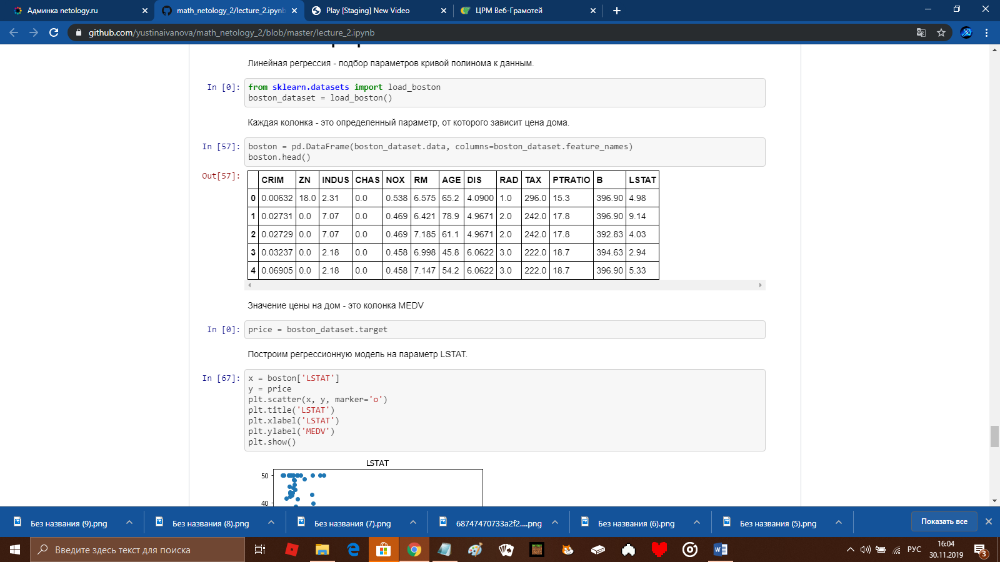 Админка netology.ru
math_netology_2/lecture_2.ipynb
Play [Staging] New Video
ЦРМ Веб-Грамотей
github.com/yustinaivanova/math_netology_2/blob/master/lecture_2.ipynb
Линейная регрессия - подбор параметров кривой полинома к данным.
In [0]: from sklearn.datasets import load_boston
boston_dataset = load_boston()
Каждая колонка - это определенный параметр, от которого зависит цена дома.
In [57]: boston = pd.DataFrame(boston_dataset.data, columns=boston_dataset.feature_names)
boston.head()
Out[57]:
CRIM ZN INDUS CHAS NOX RM AGE DIS RAD TAX PTRATIO B LSTAT
0 0.00632 18.0 2.31 0.0 0.538 6.575 65.2 4.0900 1.0 296.0 15.3 396.90 4.98
1 0.02731 0.0 7.07 0.0 0.469 6.421 78.9 4.9671 2.0 242.0 17.8 396.90 9.14
2 0.02729 0.0 7.07 0.0 0.469 7.185 61.1 4.9671 2.0 242.0 17.8 392.83 4.03
3 0.03237 0.0 2.18 0.0 0.458 6.998 45.8 6.0622 3.0 222.0 18.7 394.63 2.94
4 0.06905 0.0 2.18 0.0 0.458 7.147 54.2 6.0622 3.0 222.0 18.7 396.90 5.33
Значение цены на дом - это колонка MEDV
In [0]: price = boston_dataset.target
Построим регрессионную модель на параметр LSTAT.
In [67]: x = boston['LSTAT']
y = price
plt.scatter(x, y, marker='o')
plt.title('LSTAT')
plt.xlabel('LSTAT')
plt.ylabel('MEDV')
plt.show()
LSTAT
50
40
Без названия (9).png
Без названия (8).png
Без названия (7).png
68747470733a2f2....png
Без названия (6).png
Без названия (5).png
Показать все
Введите здесь текст для поиска
РУС
16:04
30.11.2019
3